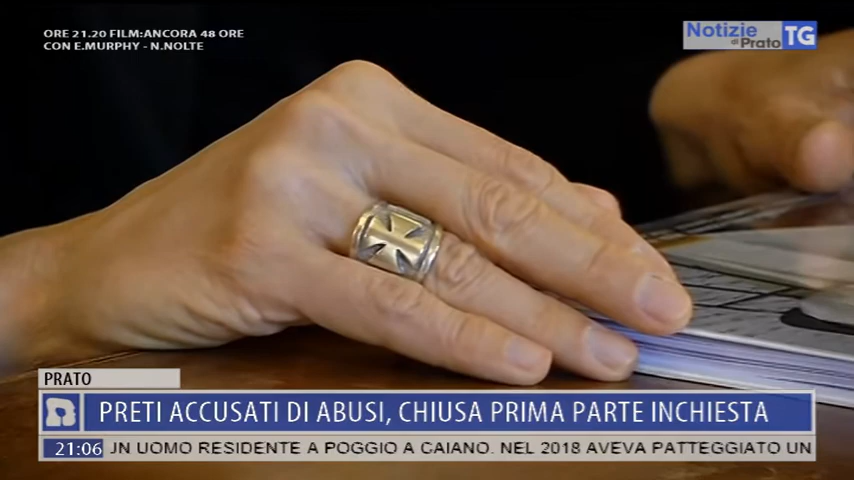 ORE 21.20 FILM:ANCORA 48 ORE
CON E.MURPHY - N.NOLTE
Notizie
di Prato TG
PRATO
PRETI ACCUSATI DI ABUSI, CHIUSA PRIMA PARTE INCHIESTA
21:06 UN UOMO RESIDENTE A POGGIO A CAIANO. NEL 2018 AVEVA PATTEGGIATO UN